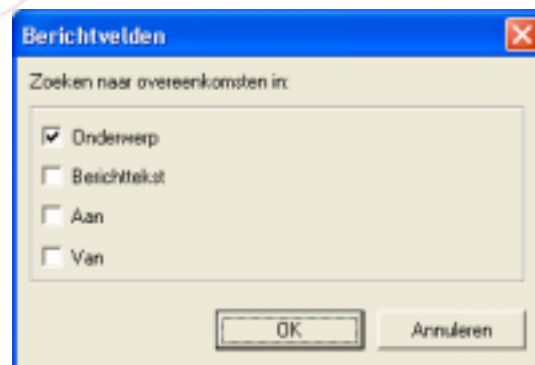 Berichtvelden
Zoeken naar overeenkomsten in:
Onderwerp
Berichttekst
Aan
Van
OK Annuleren